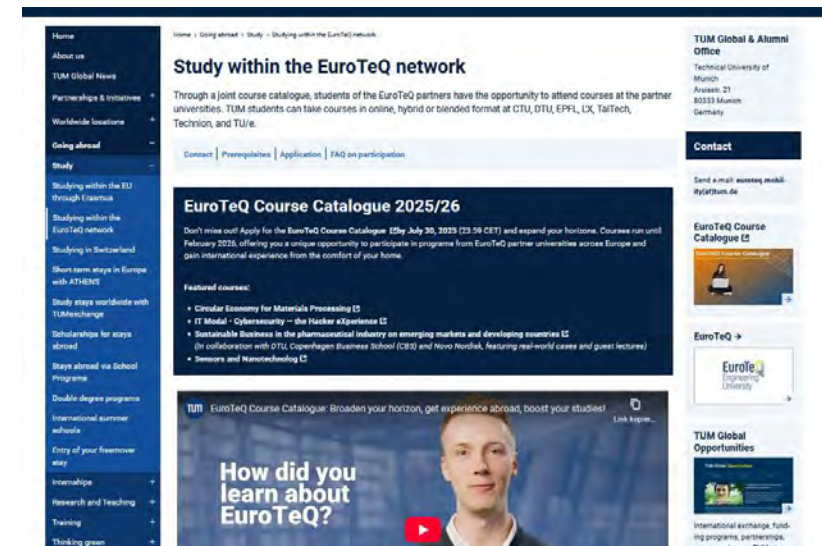 Home
About us
TUM Global News
Partnerships & Initiatives +
Worldwide locations +
Going abroad −
Study −
Studying within the EU
through Erasmus
Studying within the
EuroTeQ network
Studying in Switzerland
Short term stays in Europe
with ATHENS
Study stays worldwide with
TUMexchange
Scholarships for stays
abroad
Stays abroad via School
Programs
Double degree programs
International summer
schools
Entry of your freemover
stay
Internships +
Research and Teaching +
Training +
Thinking green +
Home › Going abroad › Study › Studying within the EuroTeQ network
Study within the EuroTeQ network
Through a joint course catalogue, students of the EuroTeQ partners have the opportunity to attend courses at the partner
universities. TUM students can take courses in online, hybrid or blended format at CTU, DTU, EPFL, L'X, TalTech,
Technion, and TU/e.
Contact | Prerequisites | Application | FAQ on participation
EuroTeQ Course Catalogue 2025/26
Don't miss out! Apply for the EuroTeQ Course Catalogue by July 30, 2025 (23:59 CET) and expand your horizons. Courses run until
February 2026, offering you a unique opportunity to participate in programs from EuroTeQ partner universities across Europe and
gain international experience from the comfort of your home.
Featured courses:
• Circular Economy for Materials Processing
• IT Modal - Cybersecurity – the Hacker eXperience
• Sustainable Business in the pharmaceutical industry on emerging markets and developing countries
(In collaboration with DTU, Copenhagen Business School (CBS) and Novo Nordisk, featuring real-world cases and guest lectures)
• Sensors and Nanotechnolog
TUM EuroTeQ Course Catalogue: Broaden your horizon, get experience abroad, boost your studies!
Link kopier...
How did you
learn about
EuroTeQ?
TUM Global & Alumni
Office
Technical University of
Munich
Arcisstr. 21
80333 Munich
Germany
Contact
Send e-mail: euroteq.mobil-
ity(at)tum.de
EuroTeQ Course
Catalogue
EuroTeQ Course Catalogue
EuroTeQ →
EuroTeQ
Engineering
University
TUM Global
Opportunities
International exchange, fund-
ing programs, partnerships,